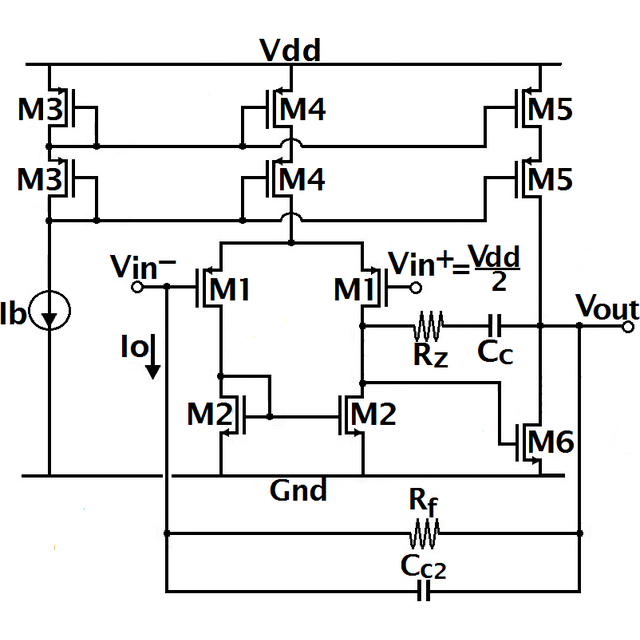 Vdd
M3 M4 M5
M3 M4 M5
Vin⁻ M1 M1 Vin⁺=Vdd/2
Ib Vout
Io Rz Cc
M2 M2 M6
Gnd
Rf
Cc2